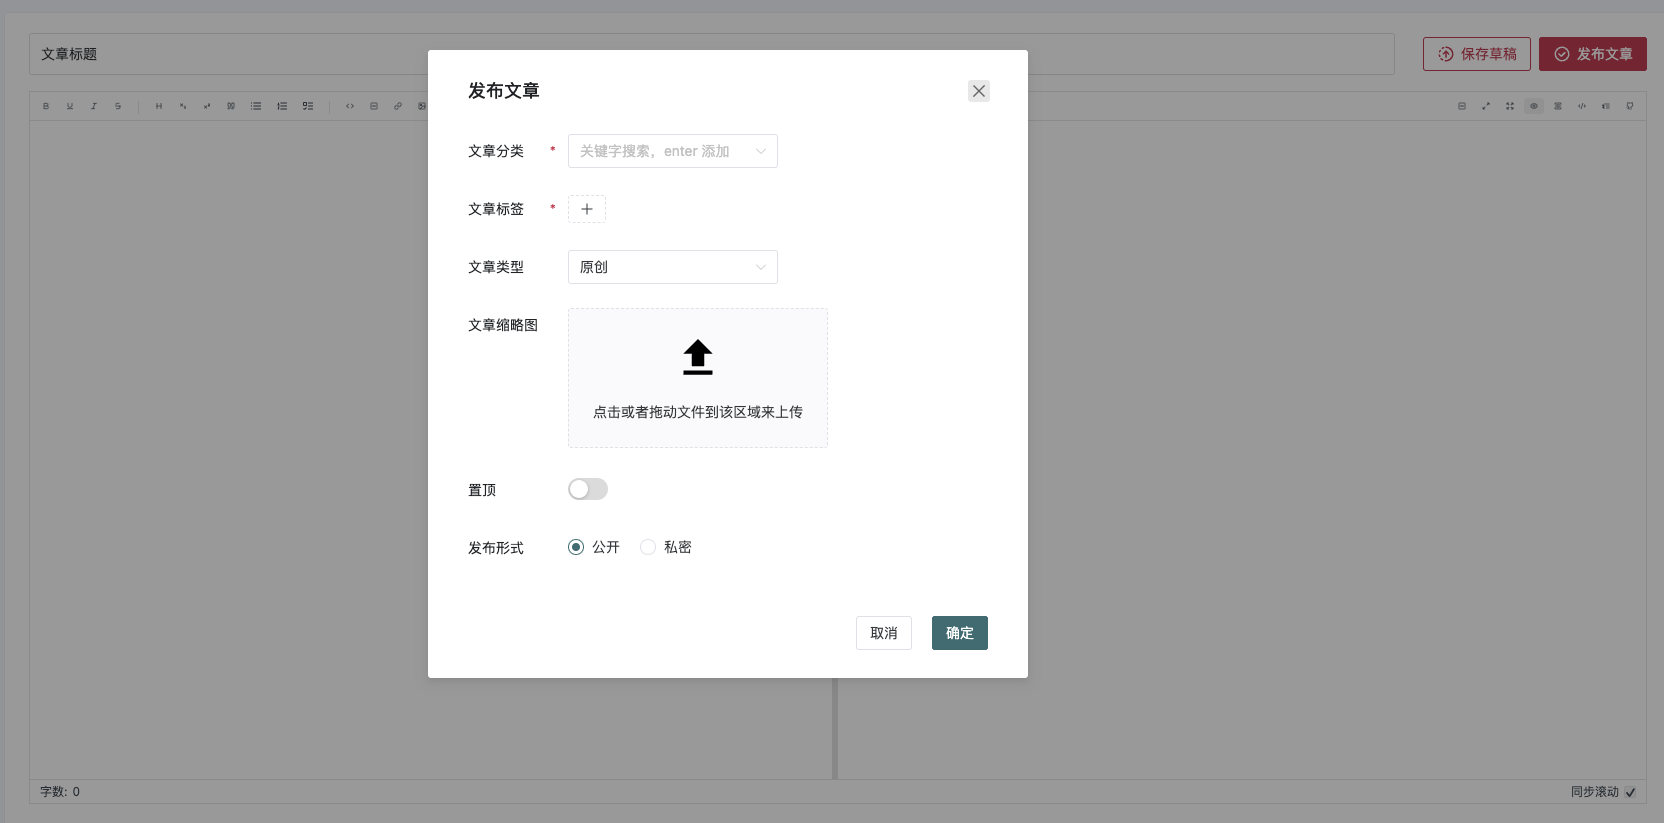 文章标题
保存草稿
发布文章
发布文章
文章分类 * 关键字搜索，enter 添加
文章标签 * +
文章类型 原创
文章缩略图
点击或者拖动文件到该区域来上传
置顶
发布形式 公开 私密
取消 确定
字数: 0
同步滚动